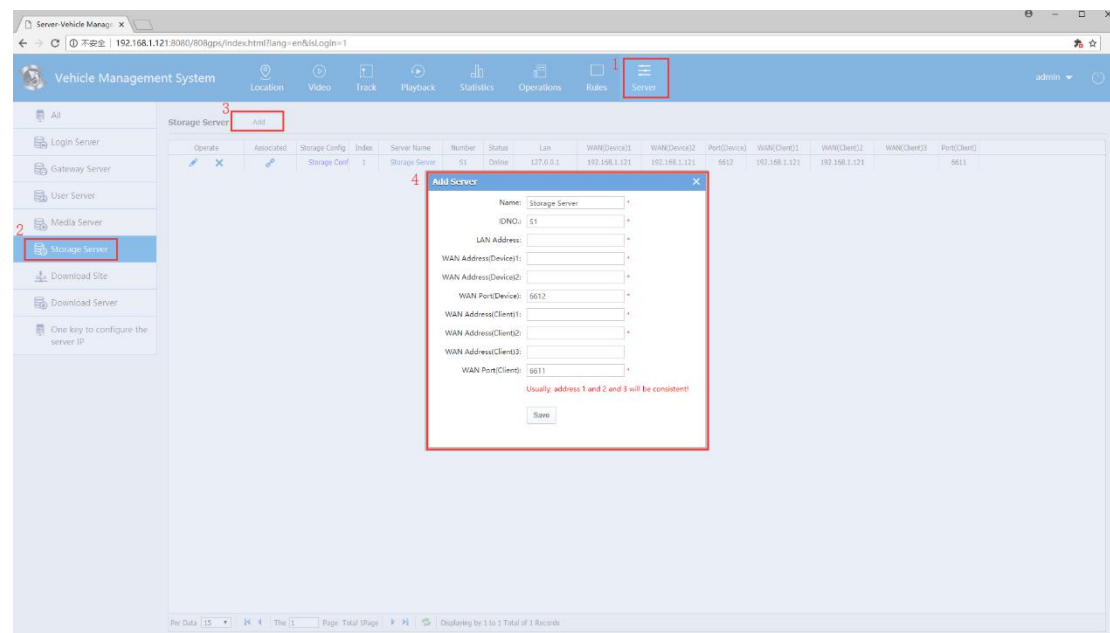 Server-Vehicle Manag
不安全 | 192.168.1.121:8080/808gps/index.html?lang=en&isLogin=1
Vehicle Management System
Location
Video
Track
Playback
Statistics
Operations
Rules
1
Server
admin
All
Login Server
Gateway Server
User Server
Media Server
2
Storage Server
Download Site
Download Server
One key to configure the
server IP
3
Storage Server
Add
Operate Associated Storage Config Index Server Name Number Status Lan WAN(Device)1 WAN(Device)2 Port(Device) WAN(Client)1 WAN(Client)2 WAN(Client)3 Port(Client)
Storage Conf 1 Storage Server S1 Online 127.0.0.1 192.168.1.121 192.168.1.121 6612 192.168.1.121 192.168.1.121 6611
4
Add Server
Name: Storage Server *
IDNO.: S1 *
LAN Address: *
WAN Address(Device)1: *
WAN Address(Device)2: *
WAN Port(Device): 6612 *
WAN Address(Client)1: *
WAN Address(Client)2: *
WAN Address(Client)3:
WAN Port(Client): 6611 *
Usually, address 1 and 2 and 3 will be consistent!
Save
Per Data 15 The 1 Page Total 1Page Displaying by 1 to 1 Total of 1 Records